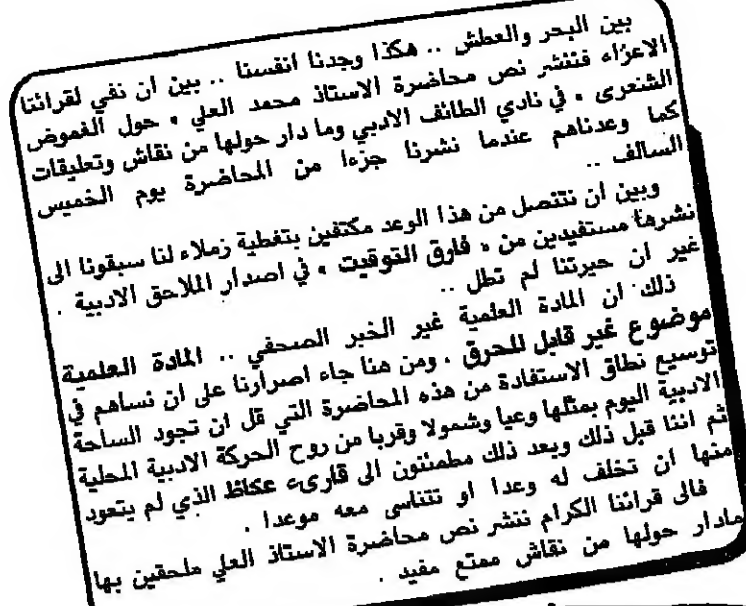 بين البحر والعطش .. هكذا وجدنا انفسنا .. بين ان نفي لقرائنا
الاعزاء فننشر نص محاضرة الاستاذ محمد العلي « حول الغموض
الشعرى » في نادي الطائف الادبي وما دار حولها من نقاش وتعليقات
كما وعدناهم عندما نشرنا جزءا من المحاضرة يوم الخميس
السالف ..
وبين ان نتنصل من هذا الوعد مكتفين بتغطية زملاء لنا سبقونا الى
نشرها مستفيدين من « فارق التوقيت » في اصدار الملاحق الادبية .
غير ان حيرتنا لم تطل ..
ذلك ان المادة العلمية غير الخبر الصحفي .. المادة العلمية
موضوع غير قابل للحرق . ومن هنا جاء اصرارنا على ان نساهم في
توسيع نطاق الاستفادة من هذه المحاضرة التي قل ان تجود الساحة
الادبية اليوم بمثلها وعيا وشمولا وقربا من روح الحركة الادبية المحلية
ثم اننا قبل ذلك وبعد ذلك مطمئنون الى قارىء عكاظ الذي لم يتعود
منها ان تخلف له وعدا او تتناسى معه موعدا .
فالى قرائنا الكرام ننشر نص محاضرة الاستاذ العلي ملحقين بها
مادار حولها من نقاش ممتع مفيد .